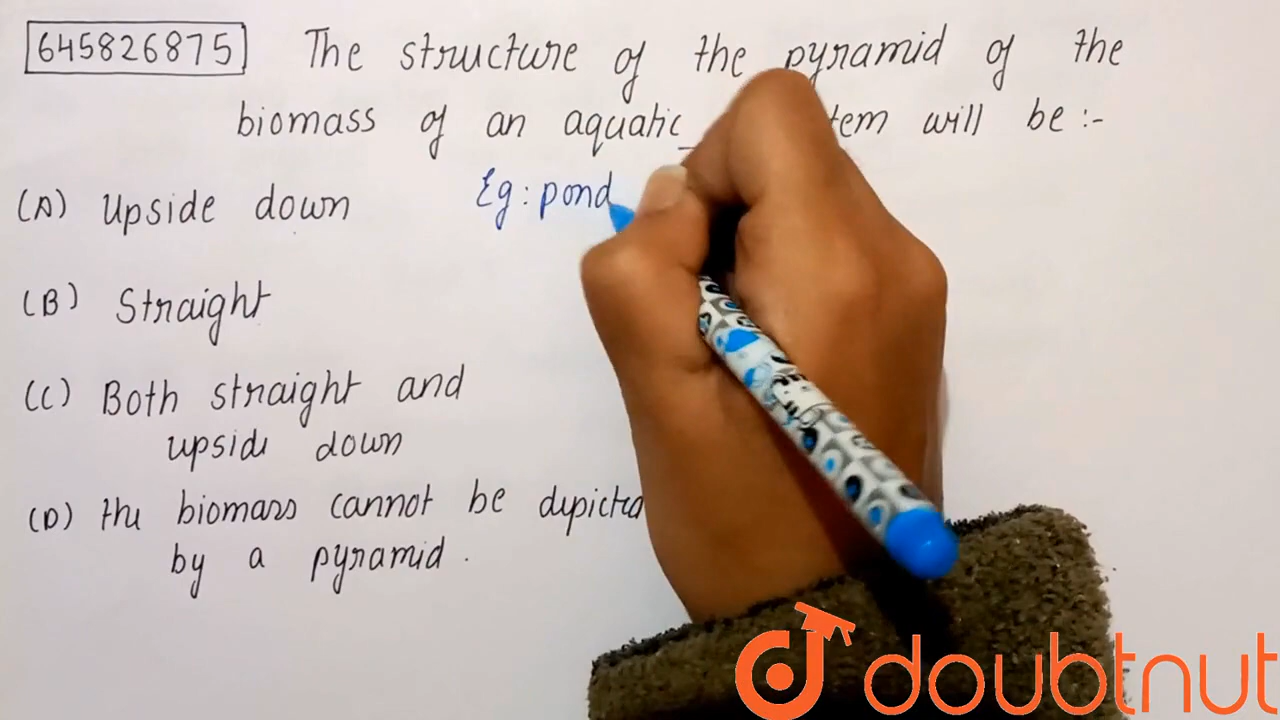 645826875 The structure of the pyramid of the
biomass of an aquatic tem will be :-
(A) Upside down Eg : pond
(B) Straight
(C) Both straight and
upside down
(D) the biomass cannot be depicted
by a pyramid .
doubtnut